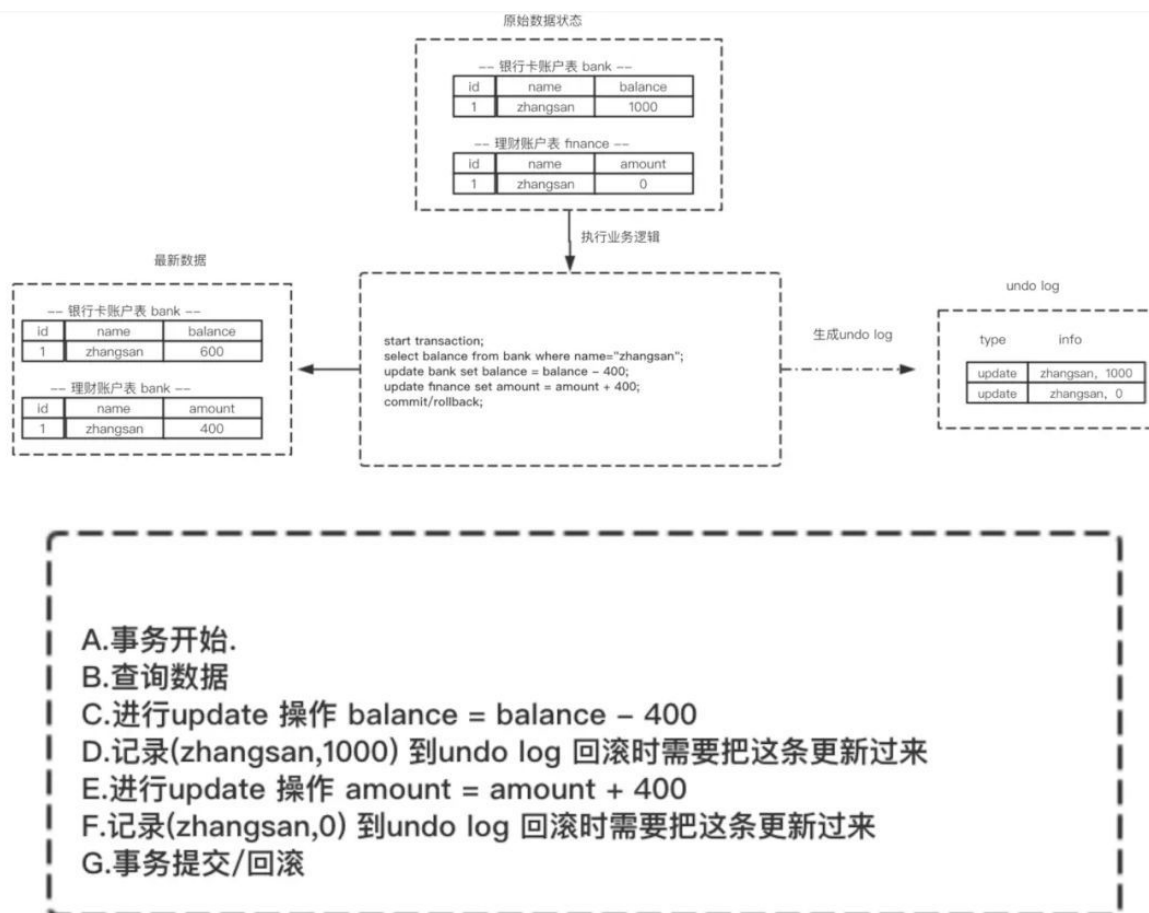 原始数据状态
-- 银行卡账户表 bank --
id name balance
1 zhangsan 1000
-- 理财账户表 finance --
id name amount
1 zhangsan 0
执行业务逻辑
最新数据
-- 银行卡账户表 bank --
id name balance
1 zhangsan 600
-- 理财账户表 bank --
id name amount
1 zhangsan 400
start transaction;
select balance from bank where name="zhangsan";
update bank set balance = balance - 400;
update finance set amount = amount + 400;
commit/rollback;
生成undo log
undo log
type info
update zhangsan, 1000
update zhangsan, 0
A.事务开始.
B.查询数据
C.进行update 操作 balance = balance - 400
D.记录(zhangsan,1000) 到undo log 回滚时需要把这条更新过来
E.进行update 操作 amount = amount + 400
F.记录(zhangsan,0) 到undo log 回滚时需要把这条更新过来
G.事务提交/回滚